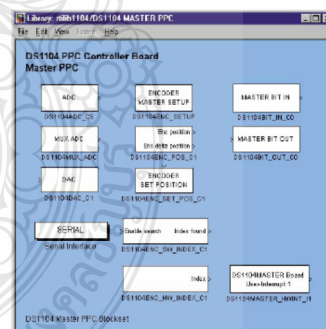 Library: rtilib1104/DS1104 MASTER PPC
File Edit View Help
DS1104 PPC Controller Board
Master PPC
ADC
DS1104ADC_C5
ENCODER
MASTER SETUP
DS1104ENC_SETUP
MASTER BIT IN
DS1104BIT_IN_C0
MUX ADC
DS1104MUX_ADC
Enc position
Enc delta position
DS1104ENC_POS_C1
MASTER BIT OUT
DS1104BIT_OUT_C0
DAC
DS1104DAC_C1
ENCODER
SET POSITION
DS1104ENC_SET_POS_C1
SERIAL
Serial Interface
Enable search Index found
DS1104ENC_SW_INDEX_C1
Index
DS1104ENC_HW_INDEX_C1
DS1104MASTER Board
User-Interrupt 1
DS1104MASTER_HWINT_I1
DS1104 Master PPC Blockset